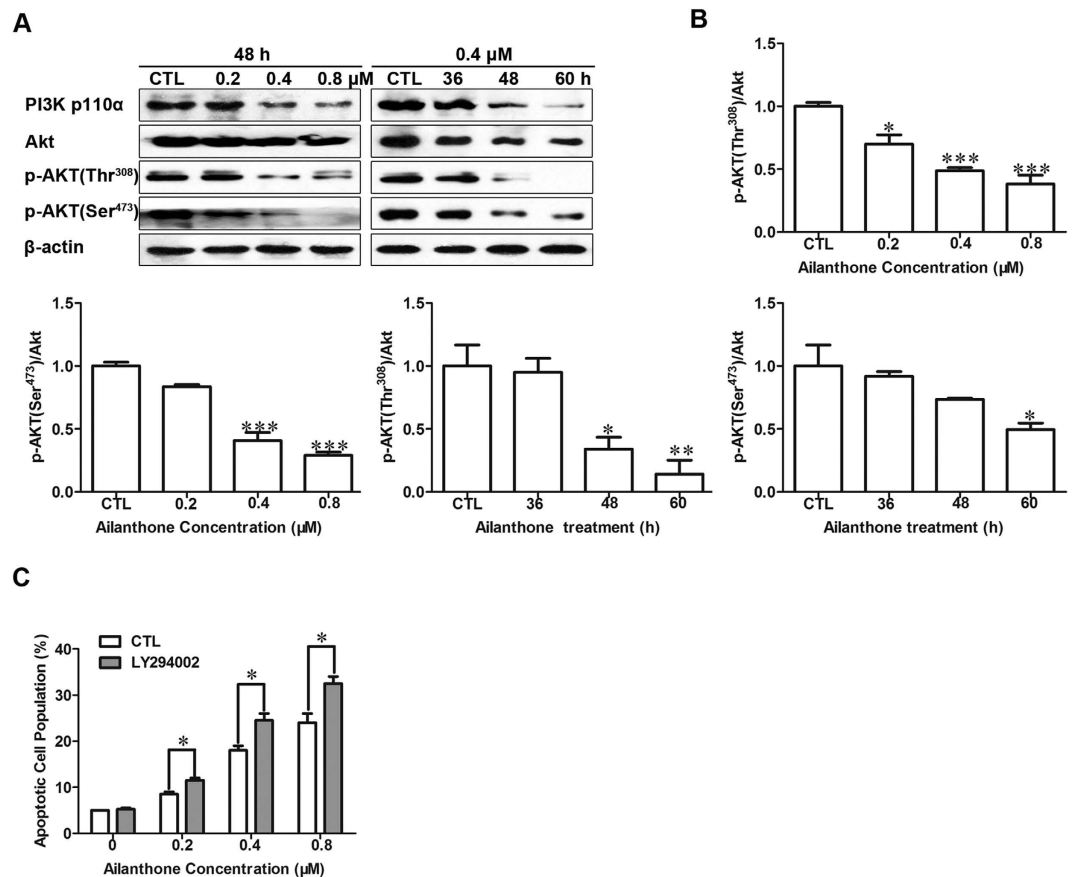 A
48 h
0.4 µM
CTL 0.2 0.4 0.8 µM
CTL 36 48 60 h
PI3K p110α
Akt
p-AKT(Thr³⁰⁸)
p-AKT(Ser⁴⁷³)
β-actin
B
p-AKT(Thr³⁰⁸)/Akt
1.5
1.0
0.5
0.0
*
***
***
CTL 0.2 0.4 0.8
Ailanthone Concentration (µM)
p-AKT(Ser⁴⁷³)/Akt
1.5
1.0
0.5
0.0
***
***
CTL 0.2 0.4 0.8
Ailanthone Concentration (µM)
p-AKT(Thr³⁰⁸)/Akt
1.5
1.0
0.5
0.0
*
**
CTL 36 48 60
Ailanthone treatment (h)
p-AKT(Ser⁴⁷³)/Akt
1.5
1.0
0.5
0.0
*
CTL 36 48 60
Ailanthone treatment (h)
C
Apoptotic Cell Population (%)
40
30
20
10
0
CTL
LY294002
*
*
*
0 0.2 0.4 0.8
Ailanthone Concentration (µM)